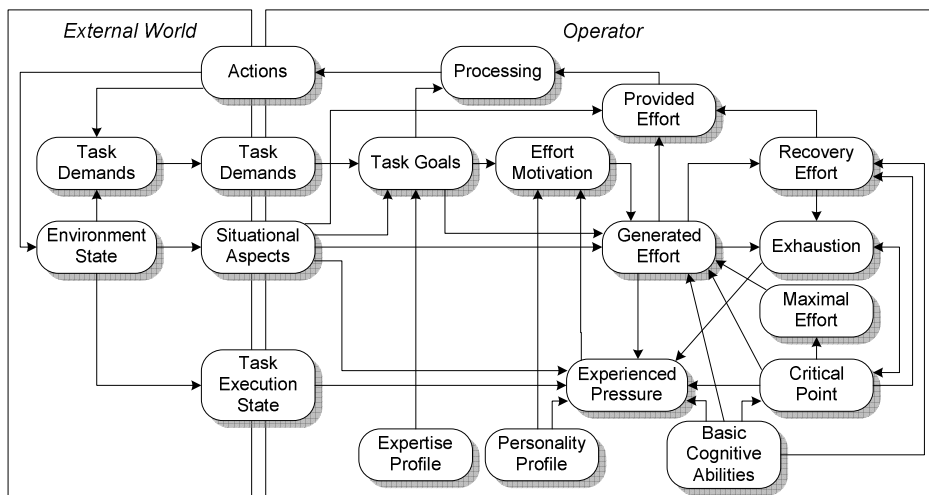 External World
Operator
Actions
Processing
Provided
Effort
Task
Demands
Task
Demands
Task Goals
Effort
Motivation
Recovery
Effort
Environment
State
Situational
Aspects
Generated
Effort
Exhaustion
Maximal
Effort
Task
Execution
State
Experienced
Pressure
Critical
Point
Expertise
Profile
Personality
Profile
Basic
Cognitive
Abilities